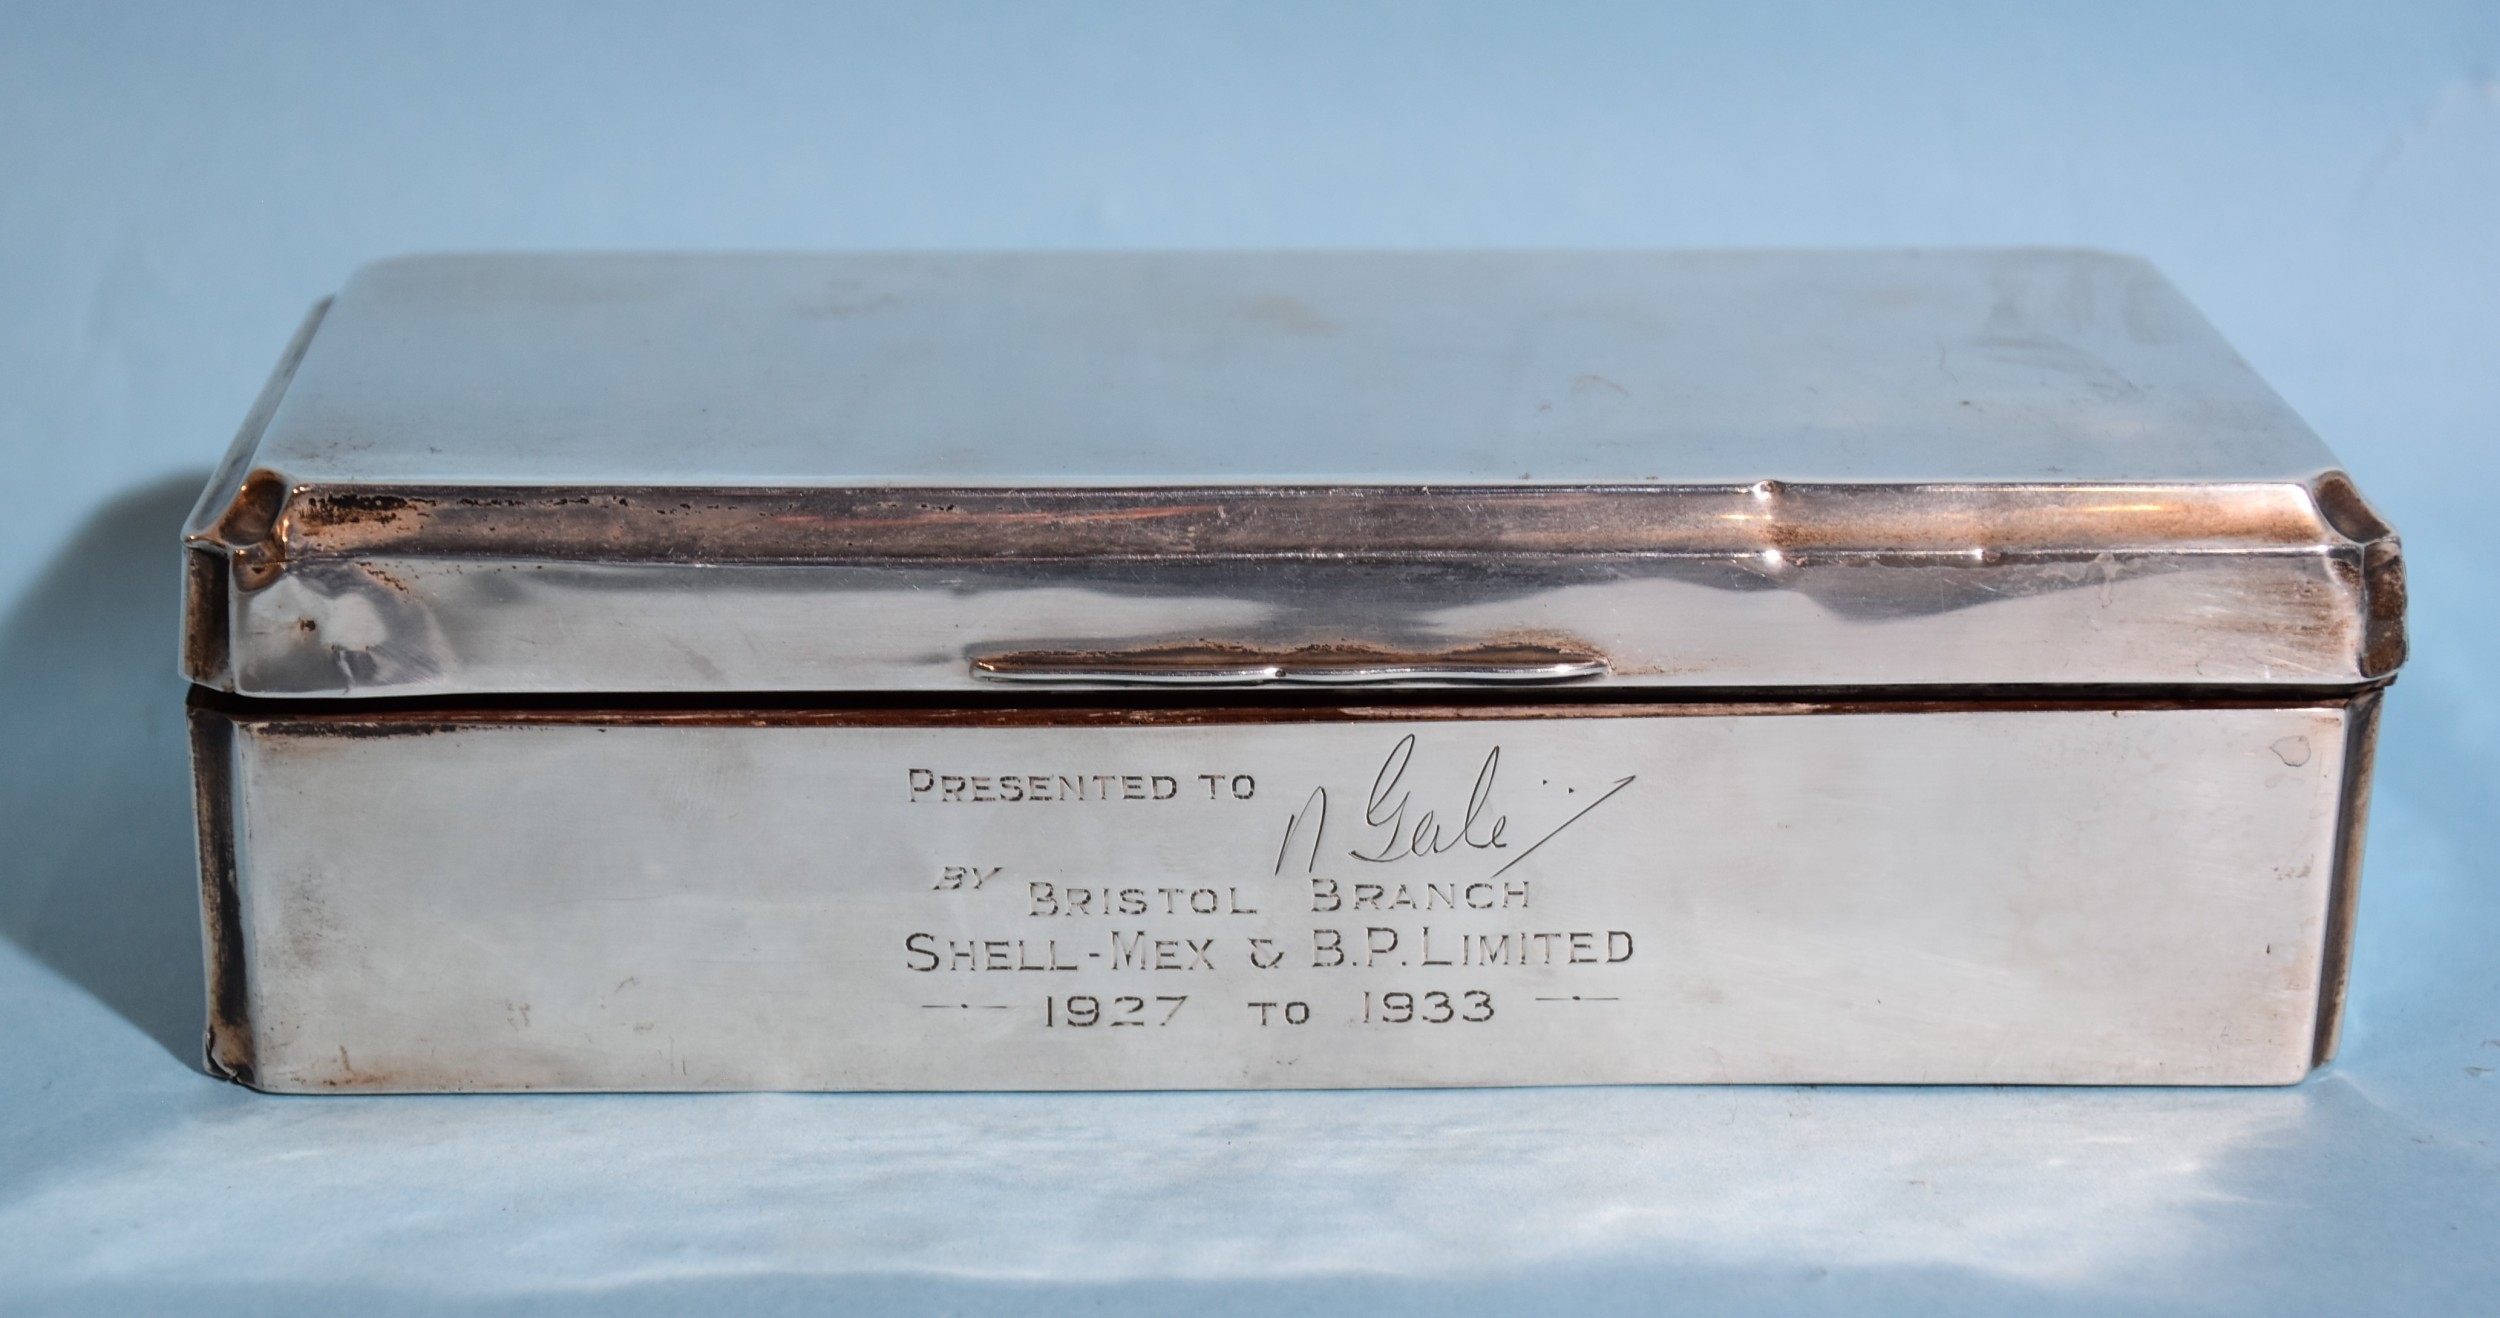 PRESENTED TO N Gale
BY BRISTOL BRANCH
SHELL-MEX & B.P. LIMITED
1927 TO 1933